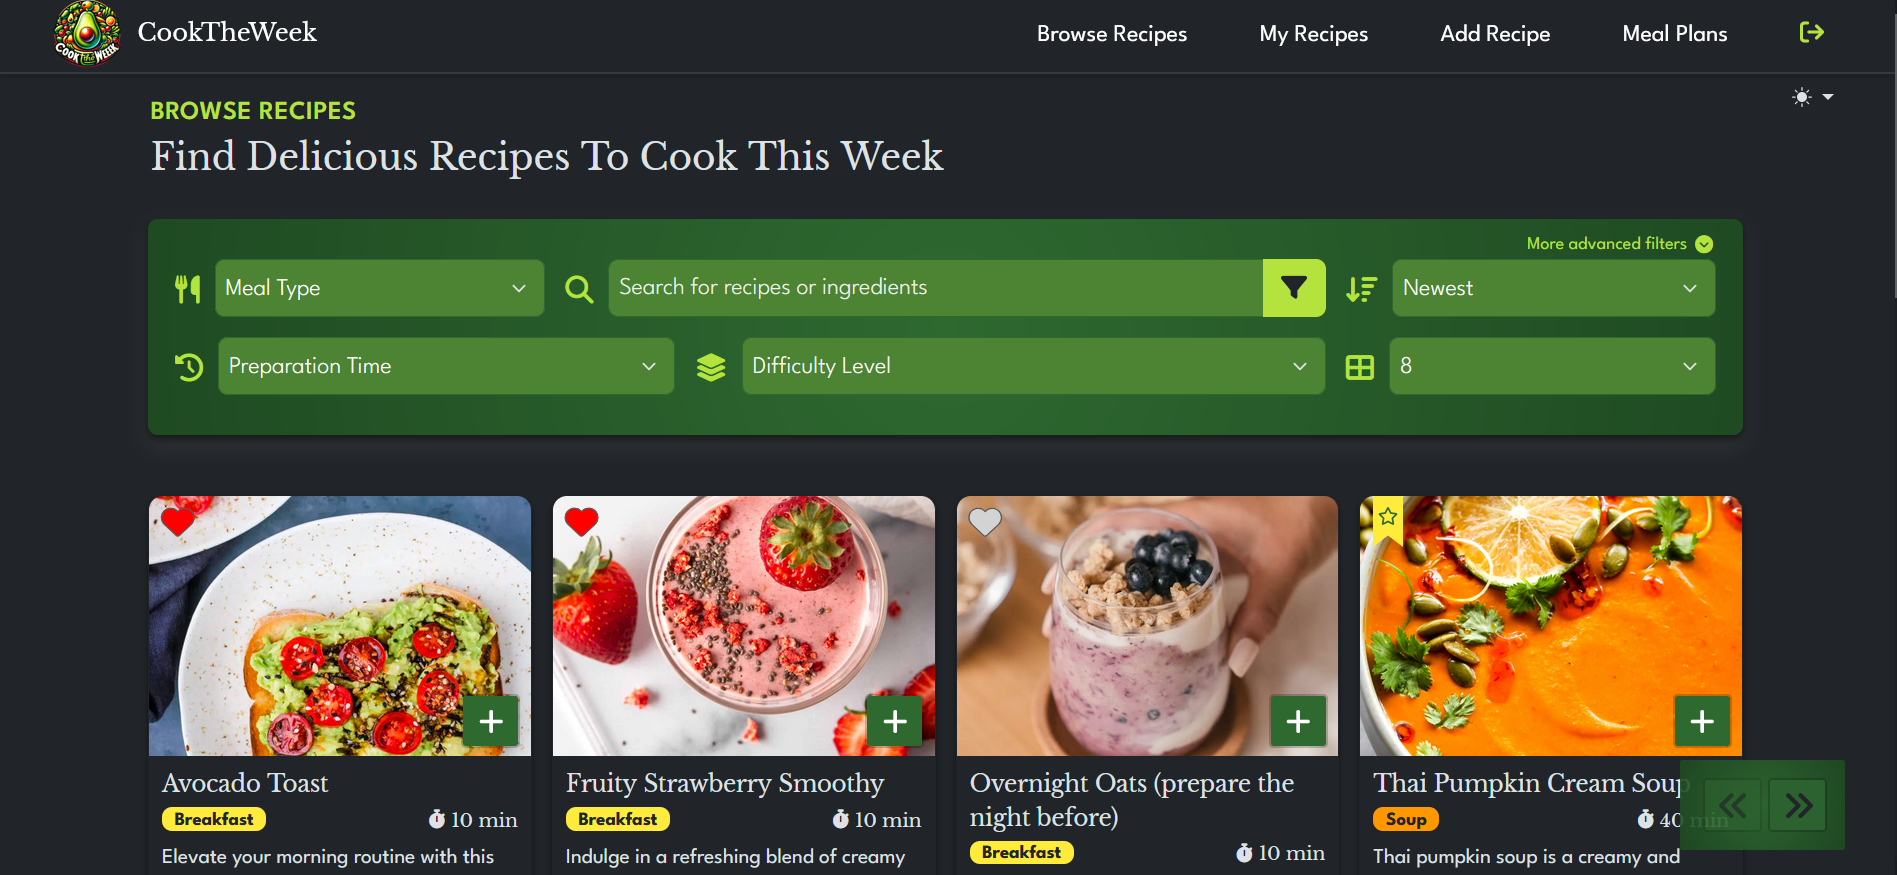 COOK the WEEK
CookTheWeek
Browse Recipes
My Recipes
Add Recipe
Meal Plans
BROWSE RECIPES
Find Delicious Recipes To Cook This Week
More advanced filters
Meal Type
Search for recipes or ingredients
Newest
Preparation Time
Difficulty Level
8
Avocado Toast
Breakfast
10 min
Elevate your morning routine with this
Fruity Strawberry Smoothy
Breakfast
10 min
Indulge in a refreshing blend of creamy
Overnight Oats (prepare the
night before)
Breakfast
10 min
Thai Pumpkin Cream Soup
Soup
40 min
Thai pumpkin soup is a creamy and